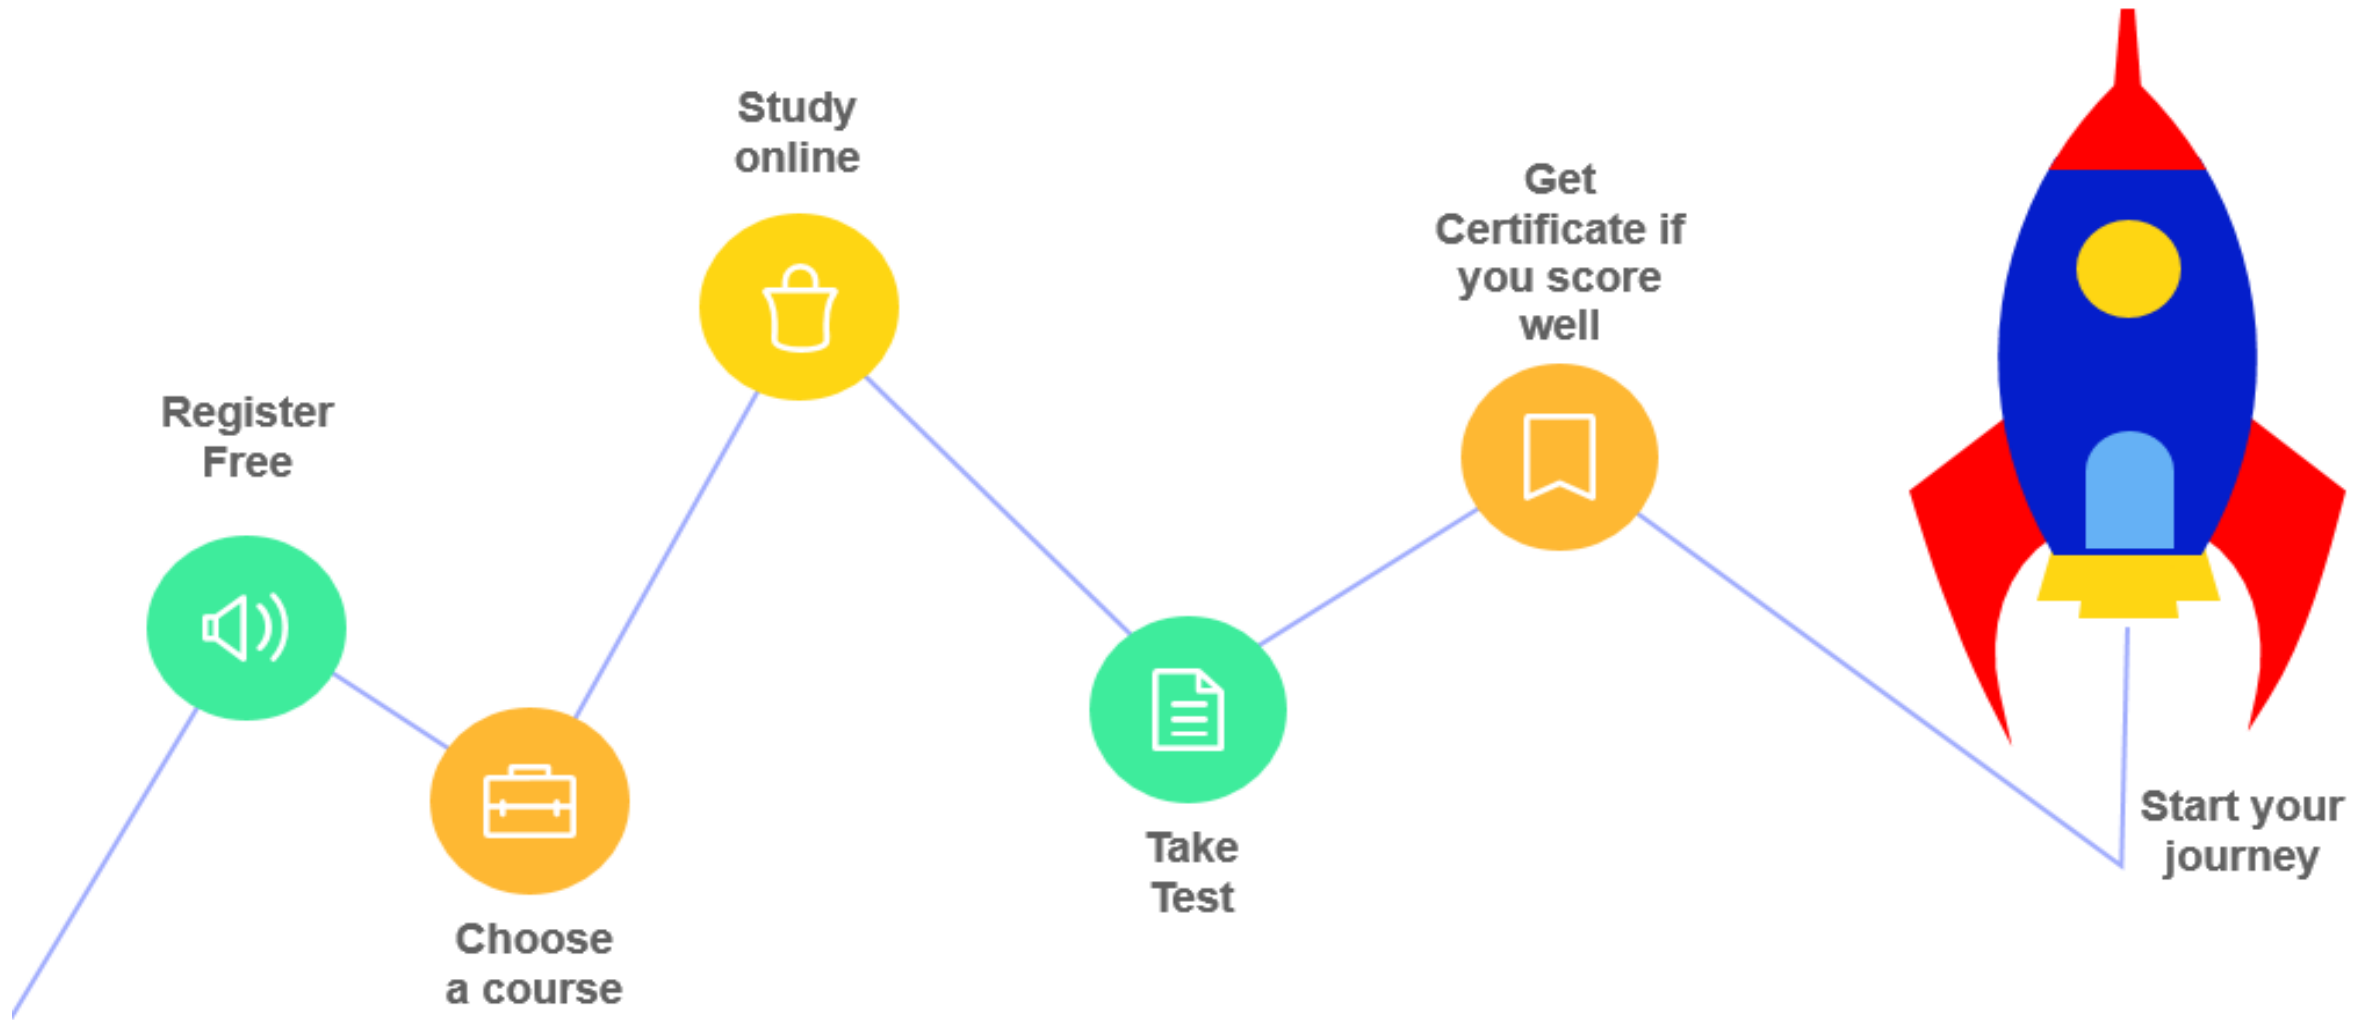 Register
Free
Choose
a course
Study
online
Take
Test
Get
Certificate if
you score
well
Start your
journey